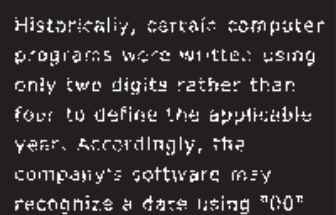 Historically, certain computer
programs were written using
only two digits rather than
four to define the applicable
year. Accordingly, the
company's software may
recognize a date using "00"